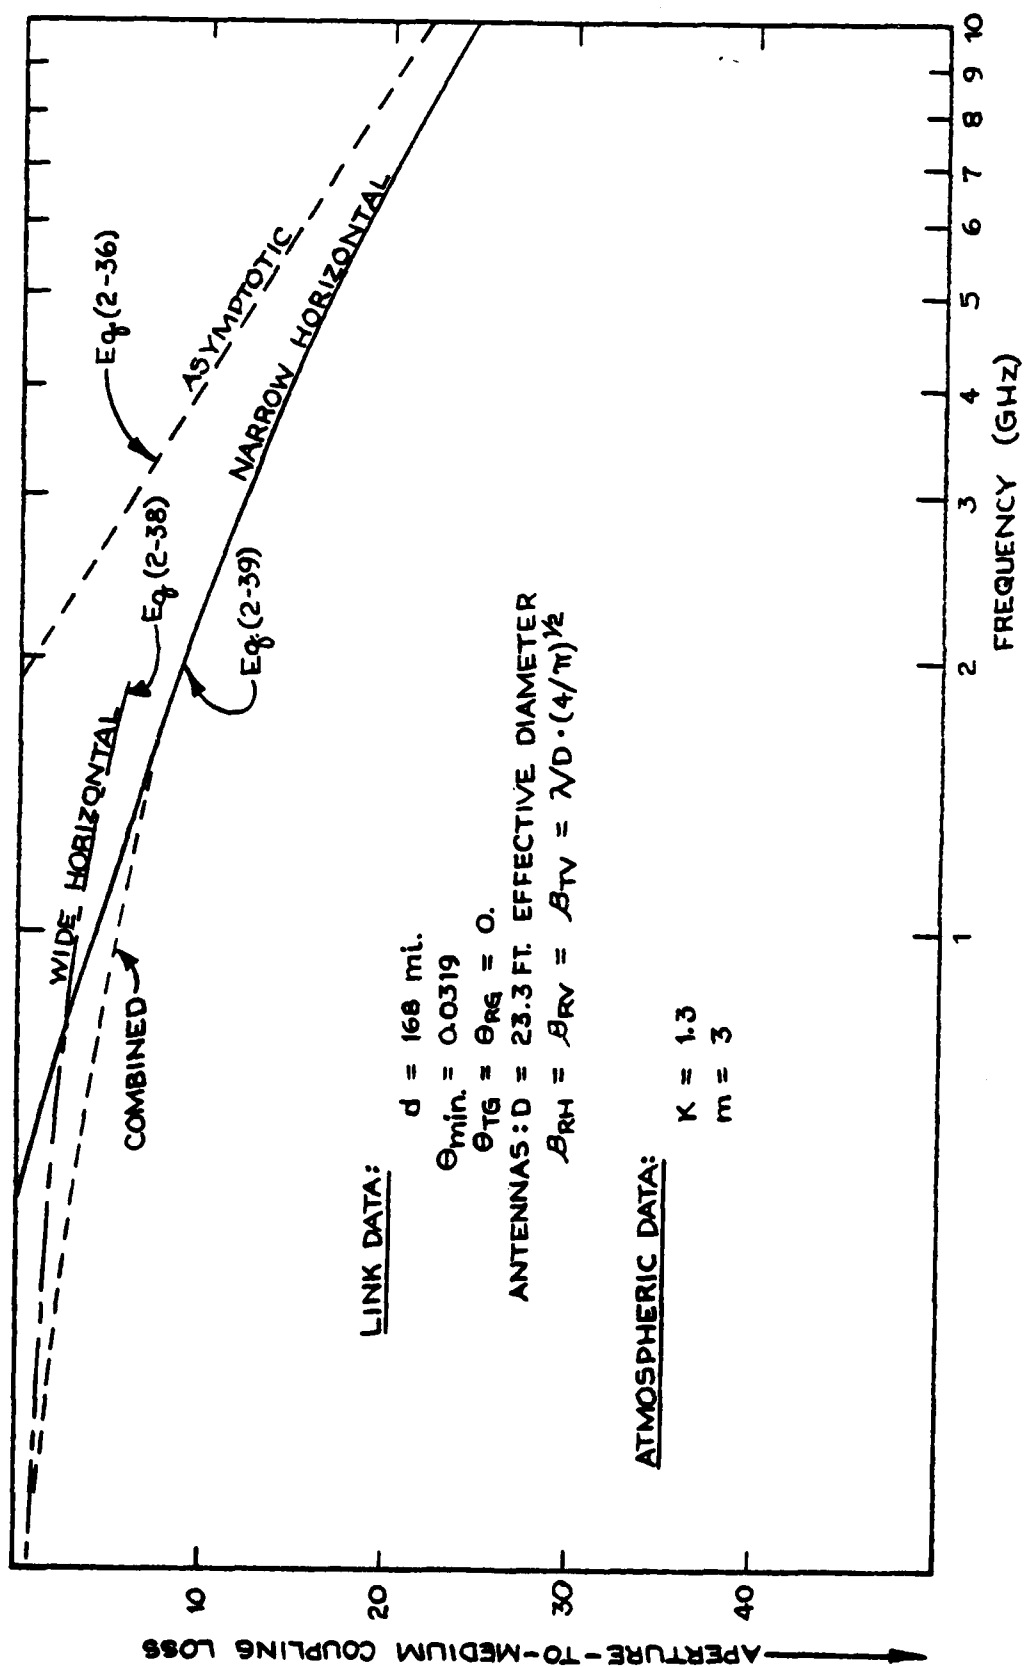 10
20
30
40
APERTURE-TO-MEDIUM COUPLING LOSS
WIDE HORIZONTAL
Eq (2-38)
Eq (2-36)
ASYMPTOTIC
NARROW HORIZONTAL
Eq. (2-39)
COMBINED
LINK DATA:
d = 168 mi.
Θmin. = 0.0319
ΘTG = ΘRG = 0.
ANTENNAS: D = 23.3 FT. EFFECTIVE DIAMETER
βRH = βRV = βTV = λ/D·(4/π)^1/2
ATMOSPHERIC DATA:
K = 1.3
m = 3
1 2 3 4 5 6 7 8 9 10
FREQUENCY (GHz)